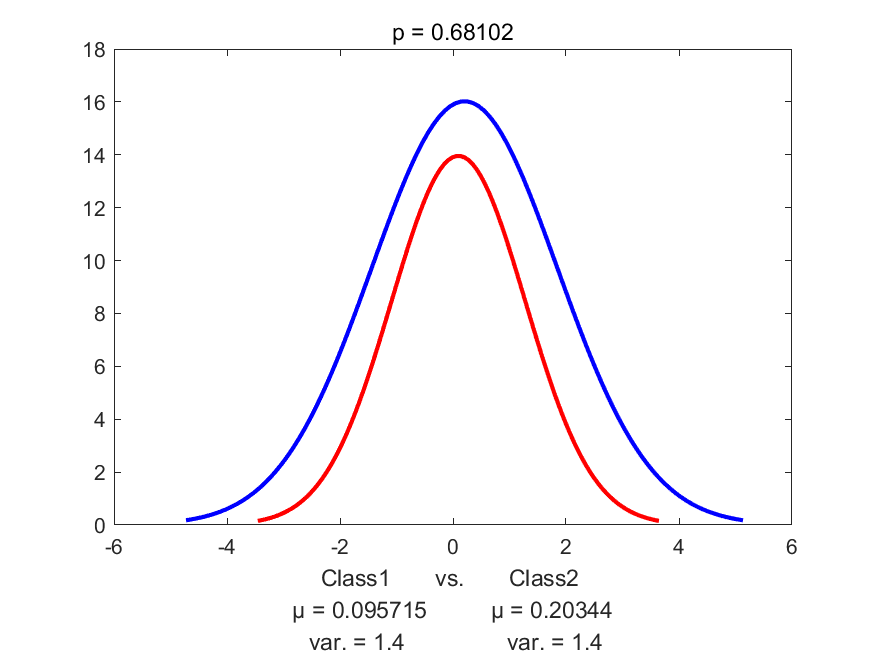 p = 0.68102
18
16
14
12
10
8
6
4
2
0
-6 -4 -2 0 2 4 6
Class1 vs. Class2
μ = 0.095715 μ = 0.20344
var. = 1.4 var. = 1.4